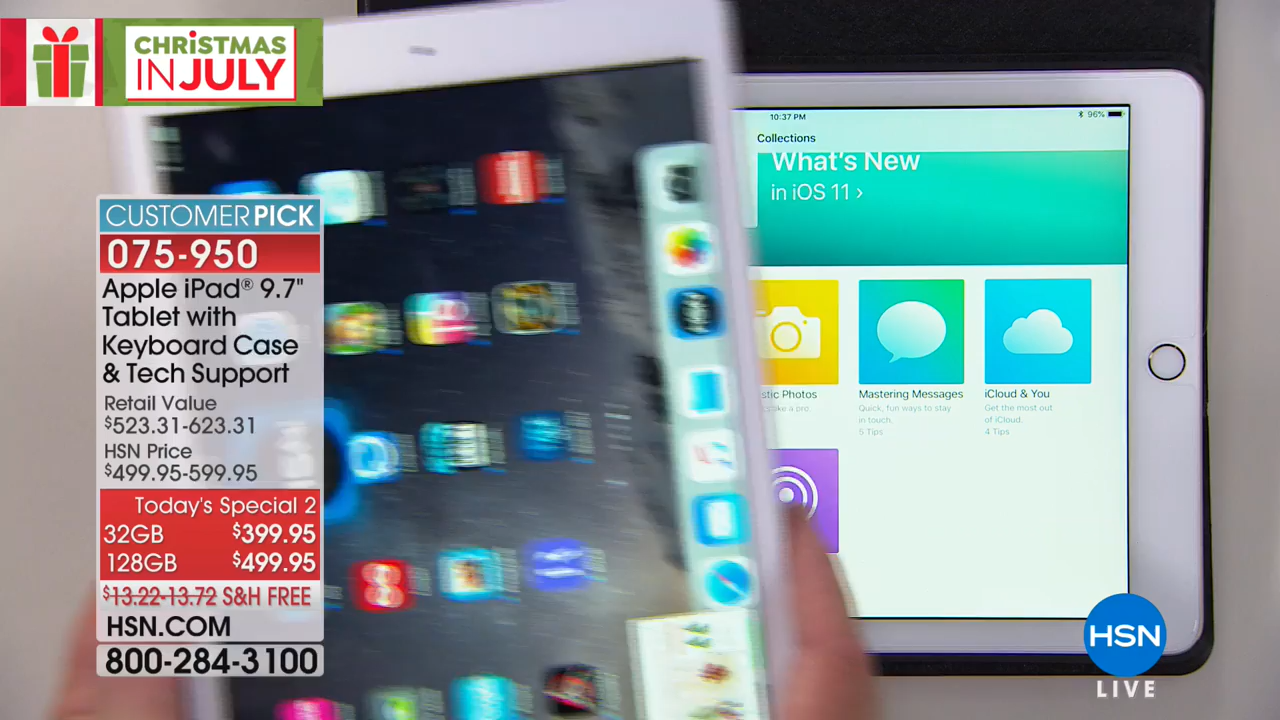 CHRiSTMAS
IN JULY
CUSTOMER PICK
075-950
Apple iPad® 9.7"
Tablet with
Keyboard Case
& Tech Support
Retail Value
$523.31-623.31
HSN Price
$499.95-599.95
Today's Special 2
32GB $399.95
128GB $499.95
$13.22-13.72 S&H FREE
HSN.COM
800-284-3100
10:37 PM
96%
Collections
What's New
in iOS 11 ›
Mastering Messages
Quick, fun ways to stay
in touch.
5 Tips
iCloud & You
Get the most out
of iCloud.
4 Tips
Photos
like a pro.
HSN
LIVE